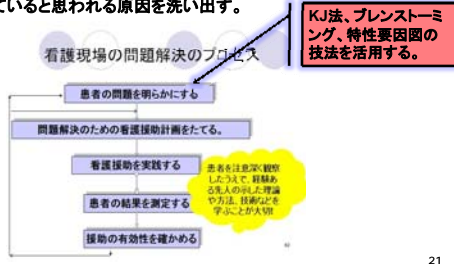 ていると思われる原因を洗い出す。
KJ法、ブレンストーミ
ング、特性要因図の
技法を活用する。
看護現場の問題解決のプロセス
患者の問題を明らかにする
問題解決のための看護援助計画をたてる。
看護援助を実践する
患者を注意深く観察
したうえで、経験あ
る先人の示した理論
や方法、技術などを
学ぶことが大切!
患者の結果を測定する
援助の有効性を確かめる
21